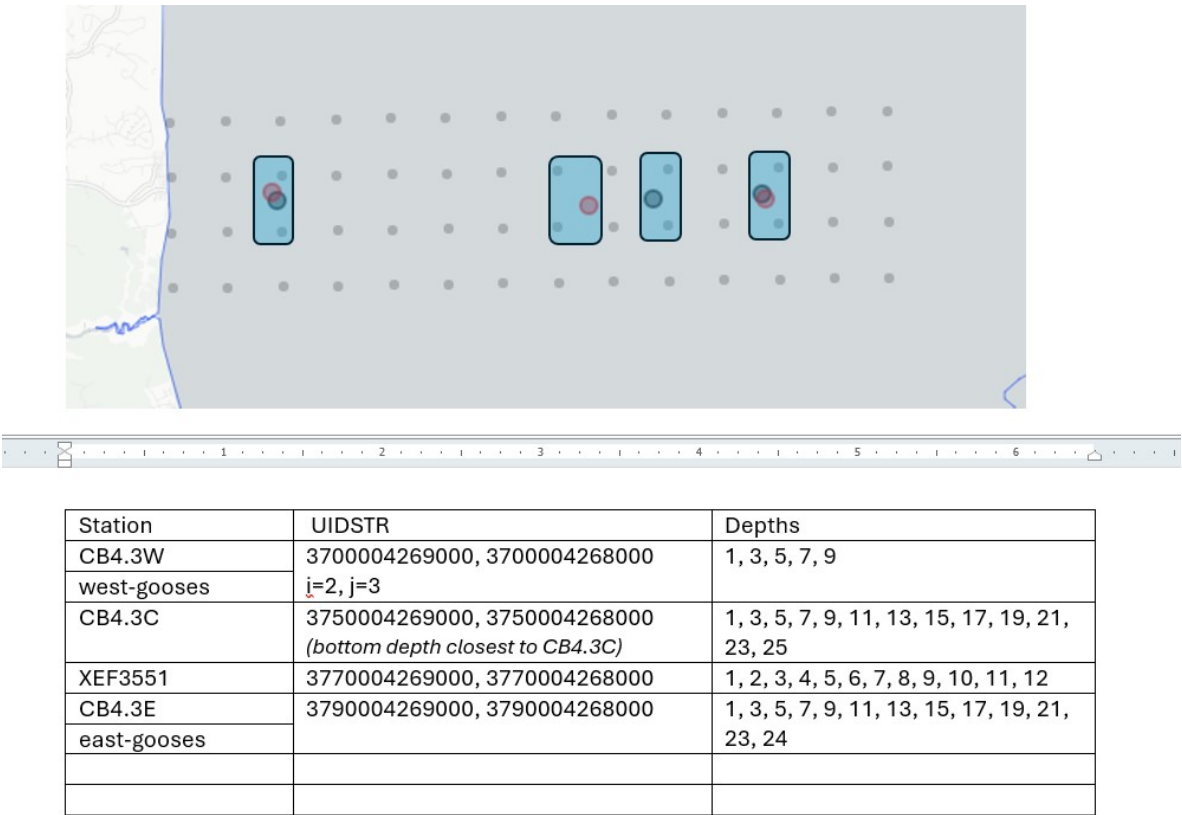 1 2 3 4 5 6
Station UIDSTR Depths
CB4.3W 3700004269000, 3700004268000 1, 3, 5, 7, 9
west-gooses i=2, j=3
CB4.3C 3750004269000, 3750004268000 1, 3, 5, 7, 9, 11, 13, 15, 17, 19, 21,
(bottom depth closest to CB4.3C) 23, 25
XEF3551 3770004269000, 3770004268000 1, 2, 3, 4, 5, 6, 7, 8, 9, 10, 11, 12
CB4.3E 3790004269000, 3790004268000 1, 3, 5, 7, 9, 11, 13, 15, 17, 19, 21,
east-gooses 23, 24